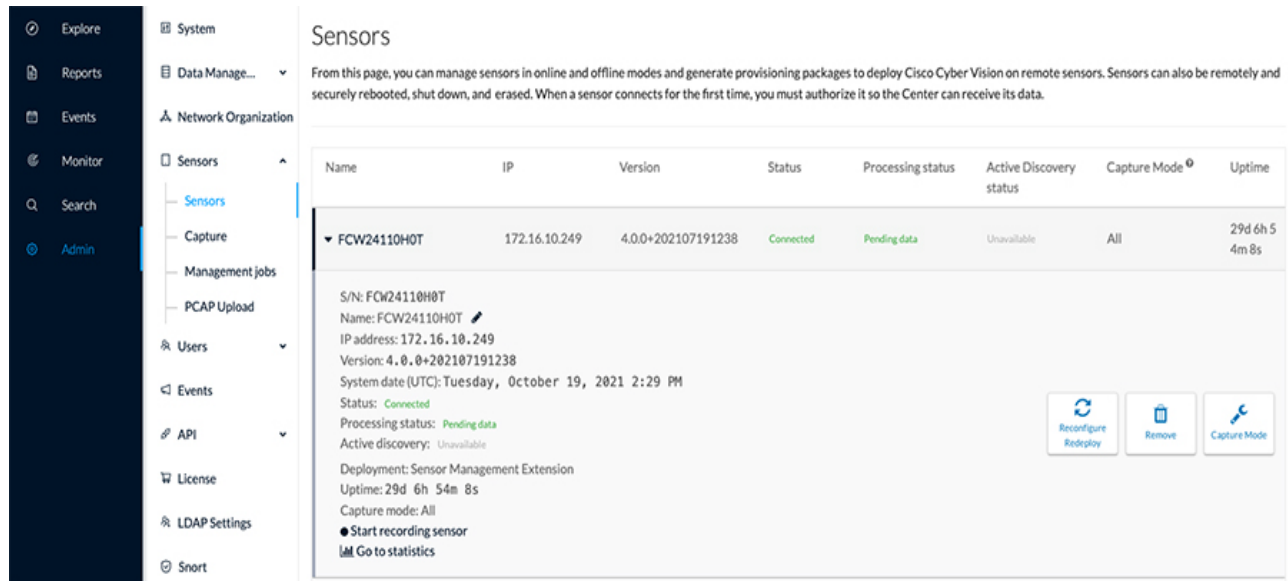 Explore
Reports
Events
Monitor
Search
Admin
System
Data Manage...
Network Organization
Sensors
Sensors
Capture
Management jobs
PCAP Upload
Users
Events
API
License
LDAP Settings
Snort
Sensors
From this page, you can manage sensors in online and offline modes and generate provisioning packages to deploy Cisco Cyber Vision on remote sensors. Sensors can also be remotely and
securely rebooted, shut down, and erased. When a sensor connects for the first time, you must authorize it so the Center can receive its data.
Name IP Version Status Processing status Active Discovery status Capture Mode Uptime
FCW24110H0T 172.16.10.249 4.0.0+202107191238 Connected Pending data Unavailable All 29d 6h 5
4m 8s
S/N: FCW24110H0T
Name: FCW24110H0T
IP address: 172.16.10.249
Version: 4.0.0+202107191238
System date (UTC): Tuesday, October 19, 2021 2:29 PM
Status: Connected
Processing status: Pending data
Active discovery: Unavailable
Deployment: Sensor Management Extension
Uptime: 29d 6h 54m 8s
Capture mode: All
Start recording sensor
Go to statistics
Reconfigure
Redeploy
Remove
Capture Mode